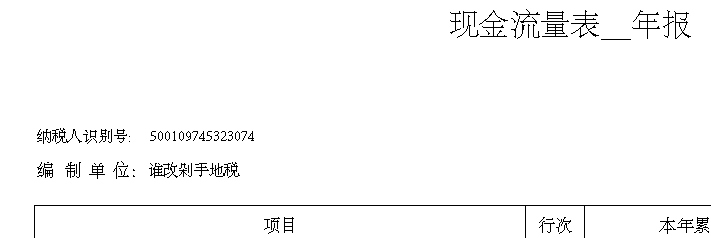 现金流量表__年报
纳税人识别号: 500109745323074
编 制 单 位: 谁改剁手地税
项目 行次 本年累